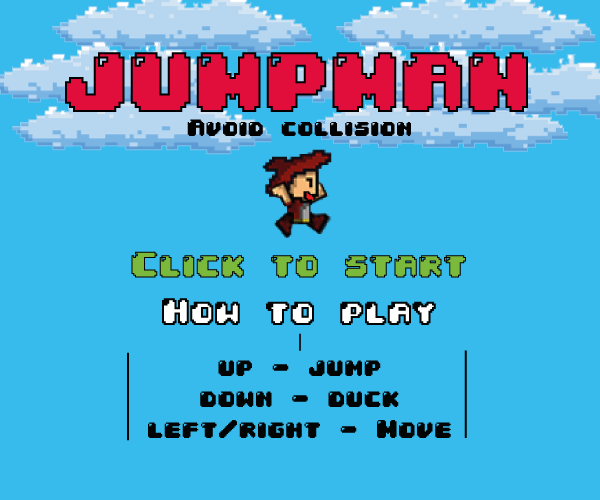 JUMPMAN
Avoid collision
Click to start
How to play
up - jump
down - duck
left/right - Move